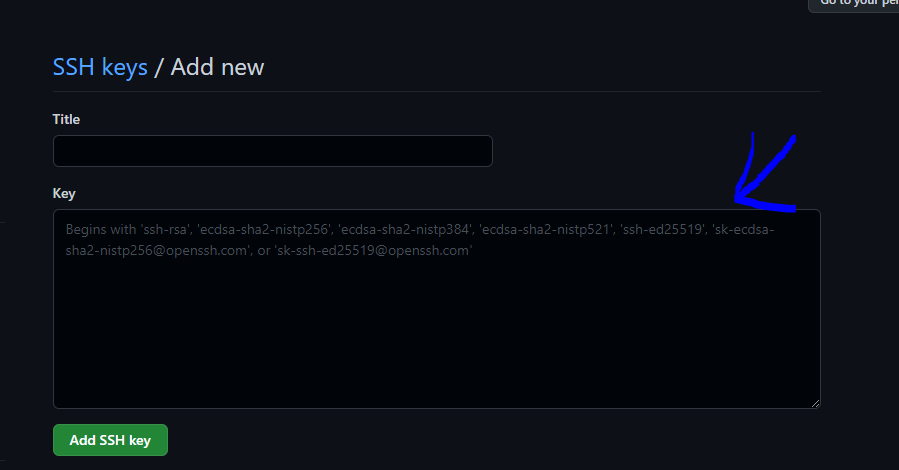 Go to your per
SSH keys / Add new
Title
Key
Begins with 'ssh-rsa', 'ecdsa-sha2-nistp256', 'ecdsa-sha2-nistp384', 'ecdsa-sha2-nistp521', 'ssh-ed25519', 'sk-ecdsa-
sha2-nistp256@openssh.com', or 'sk-ssh-ed25519@openssh.com'
Add SSH key